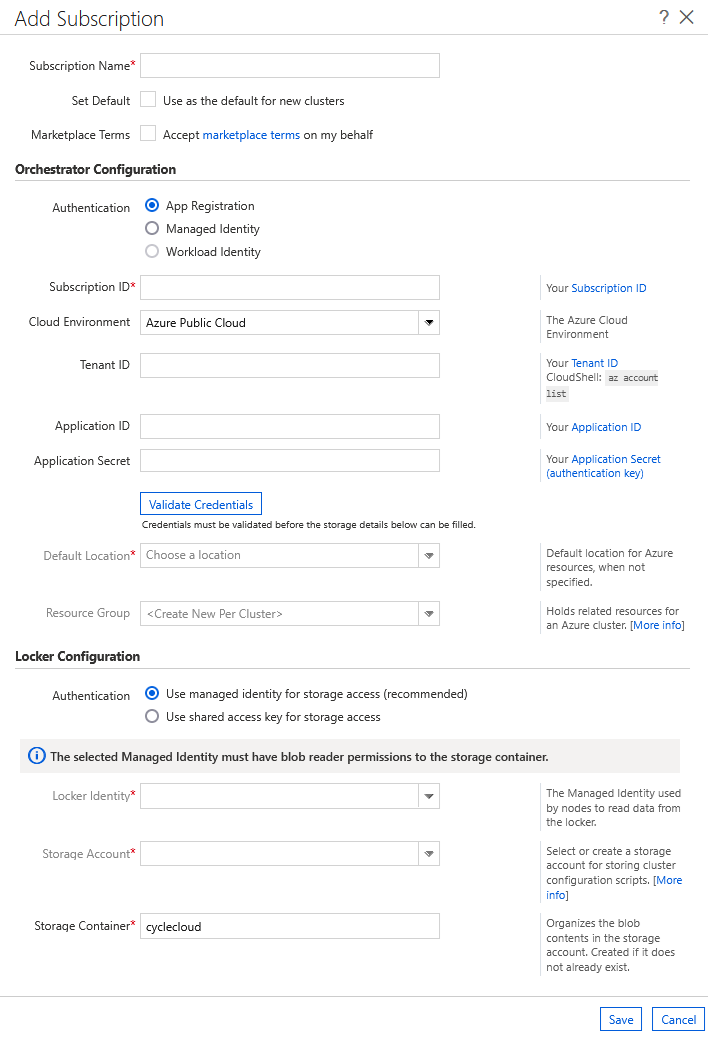 Add Subscription
?
Subscription Name*
Set Default
Use as the default for new clusters
Marketplace Terms
Accept marketplace terms on my behalf
Orchestrator Configuration
Authentication
App Registration
Managed Identity
Workload Identity
Subscription ID*
Your Subscription ID
Cloud Environment
Azure Public Cloud
The Azure Cloud
Environment
Tenant ID
Your Tenant ID
CloudShell: az account
list
Application ID
Your Application ID
Application Secret
Your Application Secret
(authentication key)
Validate Credentials
Credentials must be validated before the storage details below can be filled.
Default Location*
Choose a location
Default location for Azure
resources, when not
specified.
Resource Group
<Create New Per Cluster>
Holds related resources for
an Azure cluster. [More info]
Locker Configuration
Authentication
Use managed identity for storage access (recommended)
Use shared access key for storage access
The selected Managed Identity must have blob reader permissions to the storage container.
Locker Identity*
The Managed Identity used
by nodes to read data from
the locker.
Storage Account*
Select or create a storage
account for storing cluster
configuration scripts. [More
info]
Storage Container*
cyclecloud
Organizes the blob
contents in the storage
account. Created if it does
not already exist.
Save
Cancel